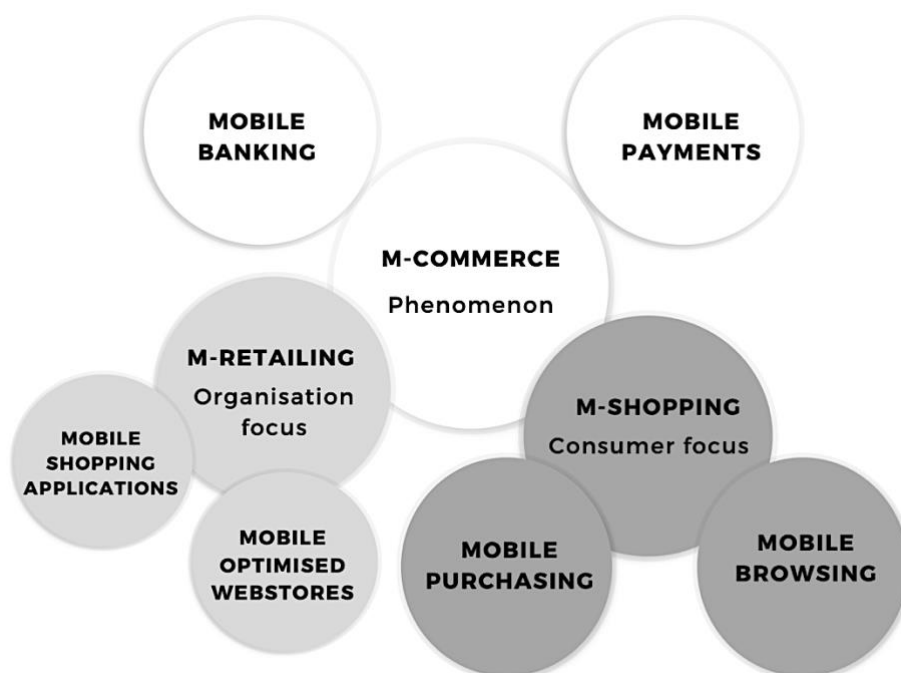 MOBILE
BANKING
MOBILE
PAYMENTS
M-COMMERCE
Phenomenon
M-RETAILING
Organisation
focus
M-SHOPPING
Consumer focus
MOBILE
SHOPPING
APPLICATIONS
MOBILE
OPTIMISED
WEBSTORES
MOBILE
PURCHASING
MOBILE
BROWSING